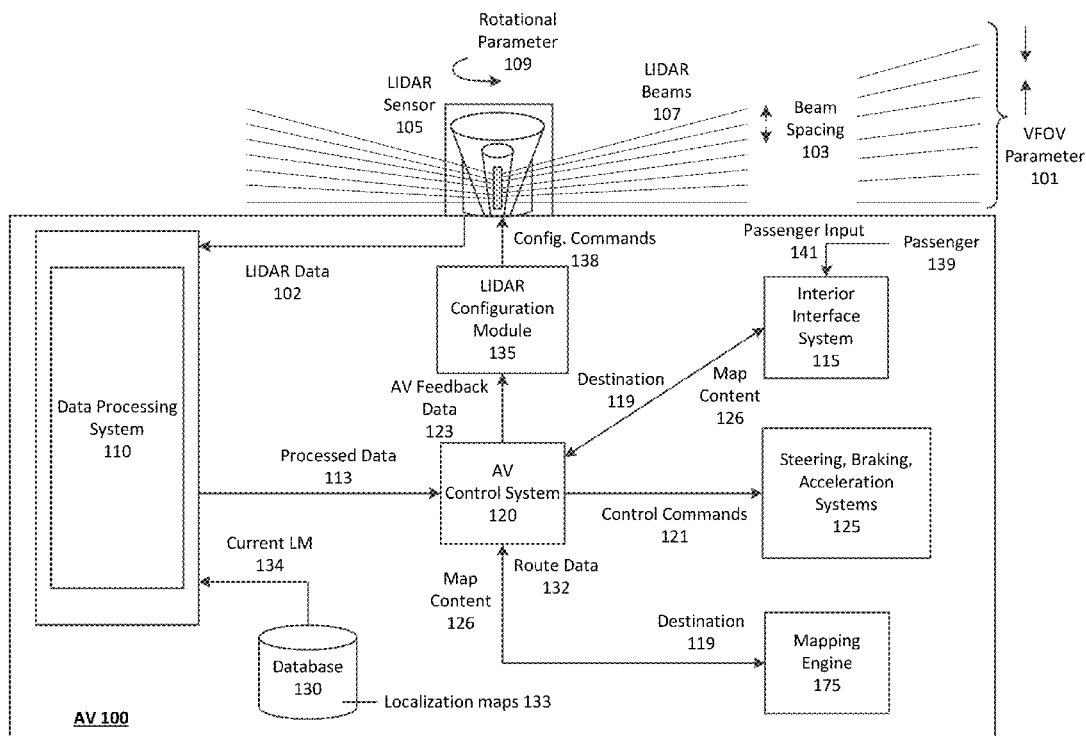 Rotational
Parameter
109
LIDAR
Sensor
105
LIDAR
Beams
107
Beam
Spacing
103
VFOV
Parameter
101
Config. Commands
138
Passenger Input
141
Passenger
139
LIDAR Data
102
LIDAR
Configuration
Module
135
Interior
Interface
System
115
AV Feedback
Data
123
Destination
119
Map
Content
126
Data Processing
System
110
Processed Data
113
AV
Control System
120
Steering, Braking,
Acceleration
Systems
125
Control Commands
121
Current LM
134
Map
Content
126
Route Data
132
Destination
119
Mapping
Engine
175
Database
130
Localization maps 133
AV 100